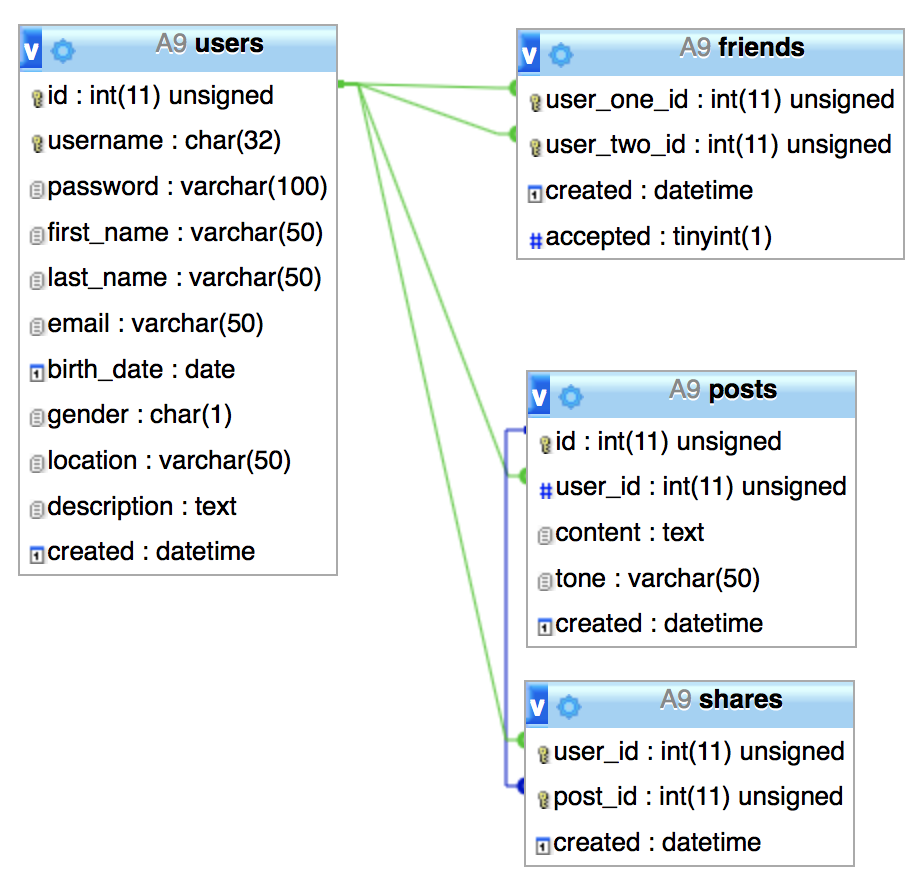 v A9 users
id : int(11) unsigned
username : char(32)
password : varchar(100)
first_name : varchar(50)
last_name : varchar(50)
email : varchar(50)
birth_date : date
gender : char(1)
location : varchar(50)
description : text
created : datetime
v A9 friends
user_one_id : int(11) unsigned
user_two_id : int(11) unsigned
created : datetime
# accepted : tinyint(1)
v A9 posts
id : int(11) unsigned
# user_id : int(11) unsigned
content : text
tone : varchar(50)
created : datetime
v A9 shares
user_id : int(11) unsigned
post_id : int(11) unsigned
created : datetime